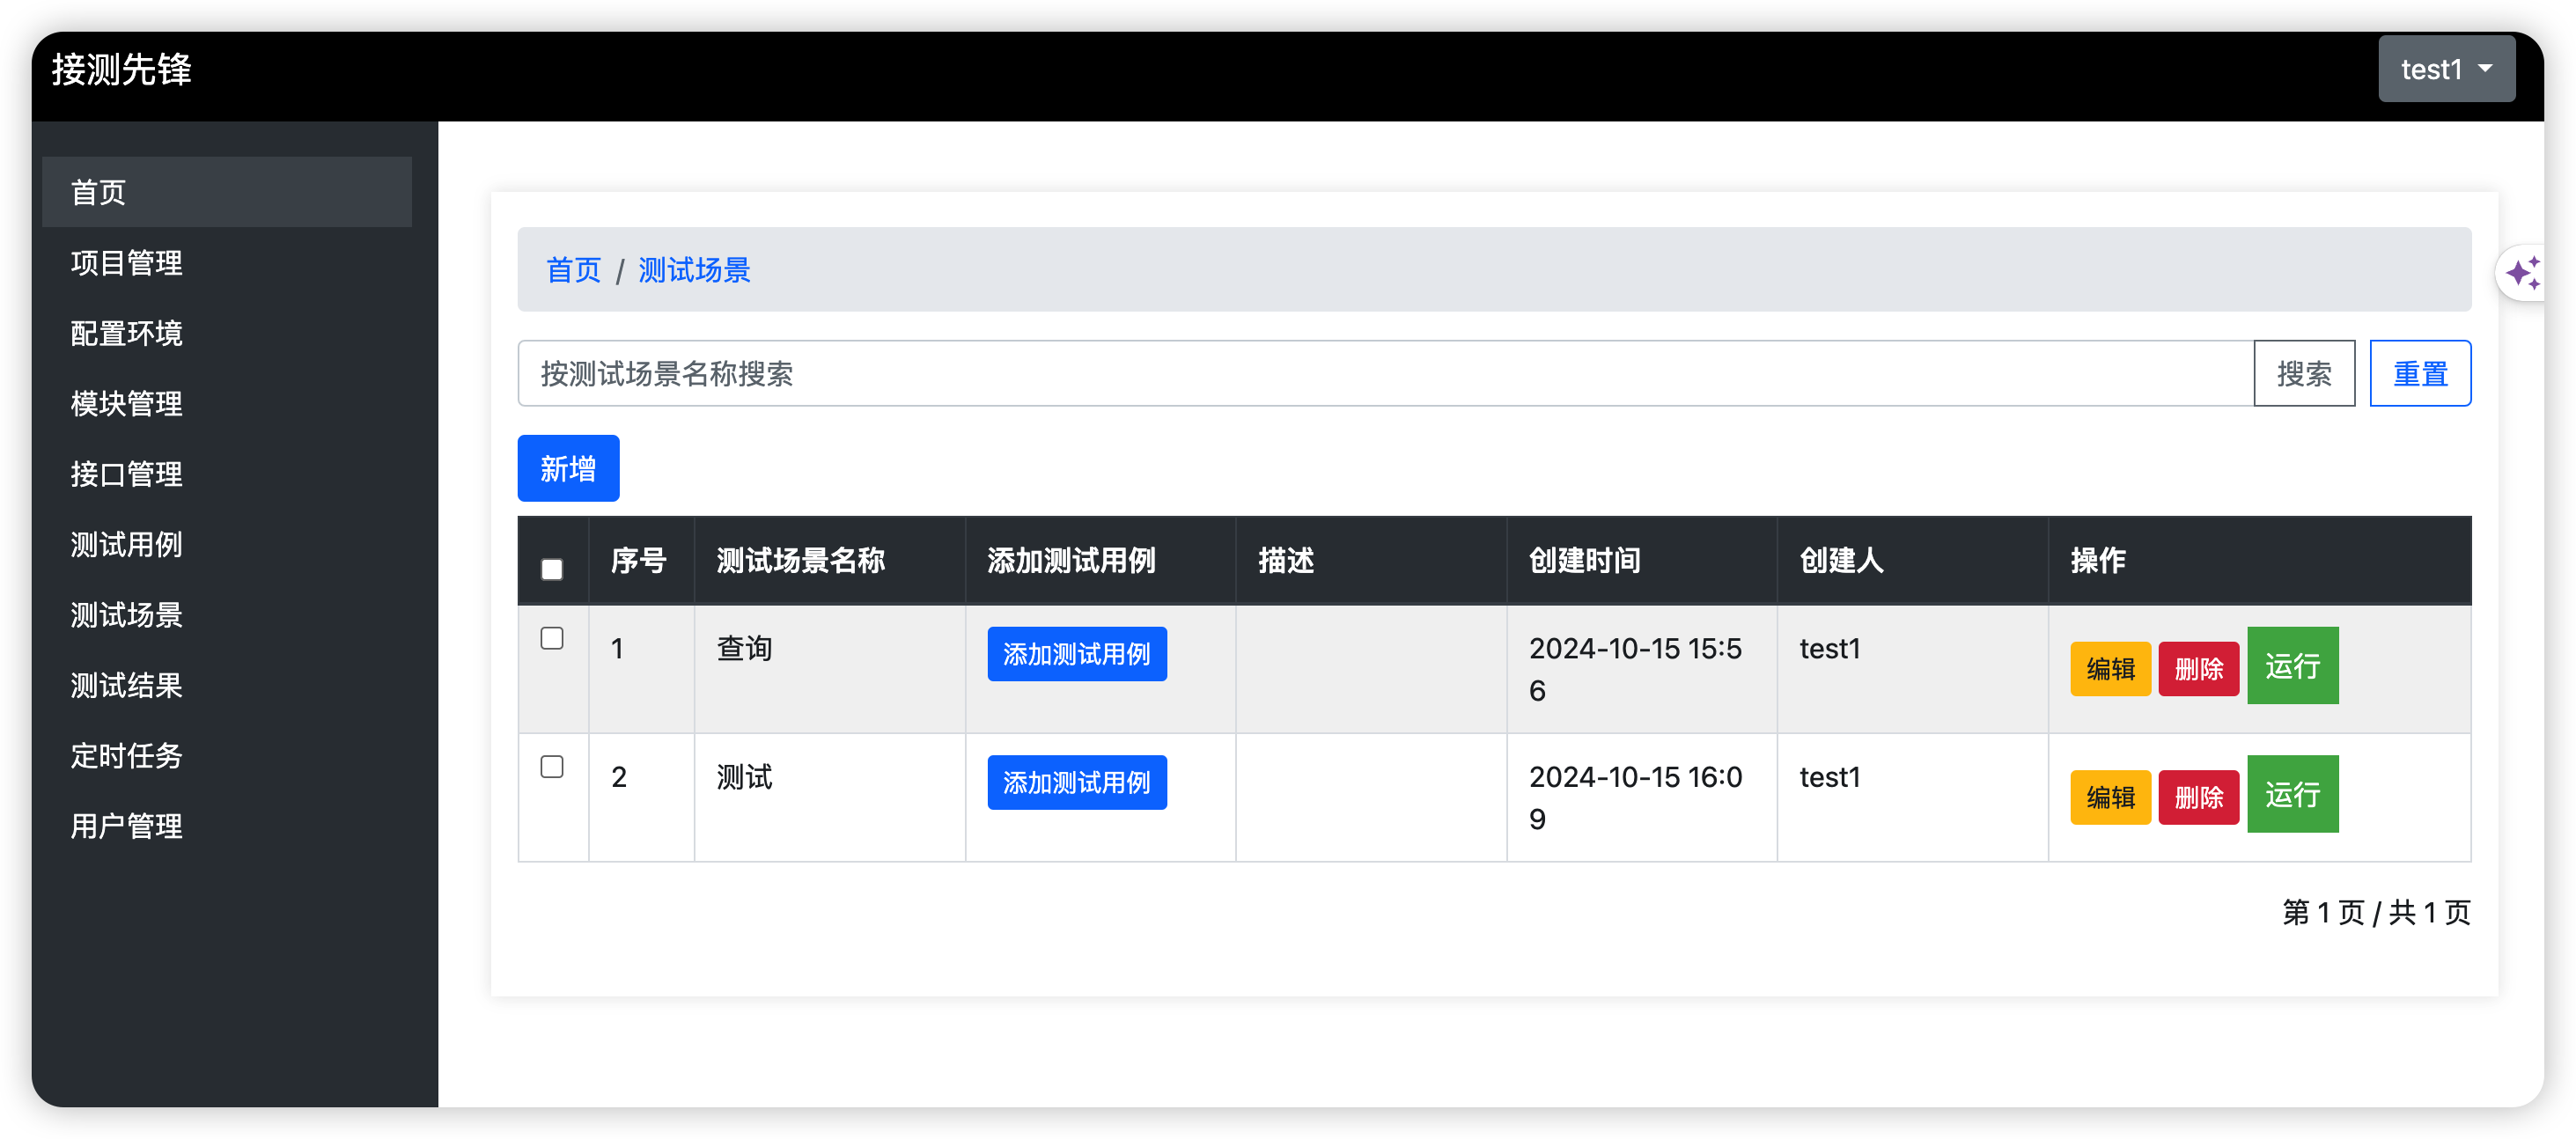 接测先锋
test1
首页
项目管理
配置环境
模块管理
接口管理
测试用例
测试场景
测试结果
定时任务
用户管理
首页 / 测试场景
按测试场景名称搜索 搜索 重置
新增
序号 测试场景名称 添加测试用例 描述 创建时间 创建人 操作
1 查询 添加测试用例 2024-10-15 15:5 test1 编辑 删除 运行
6
2 测试 添加测试用例 2024-10-15 16:0 test1 编辑 删除 运行
9
第 1 页 / 共 1 页